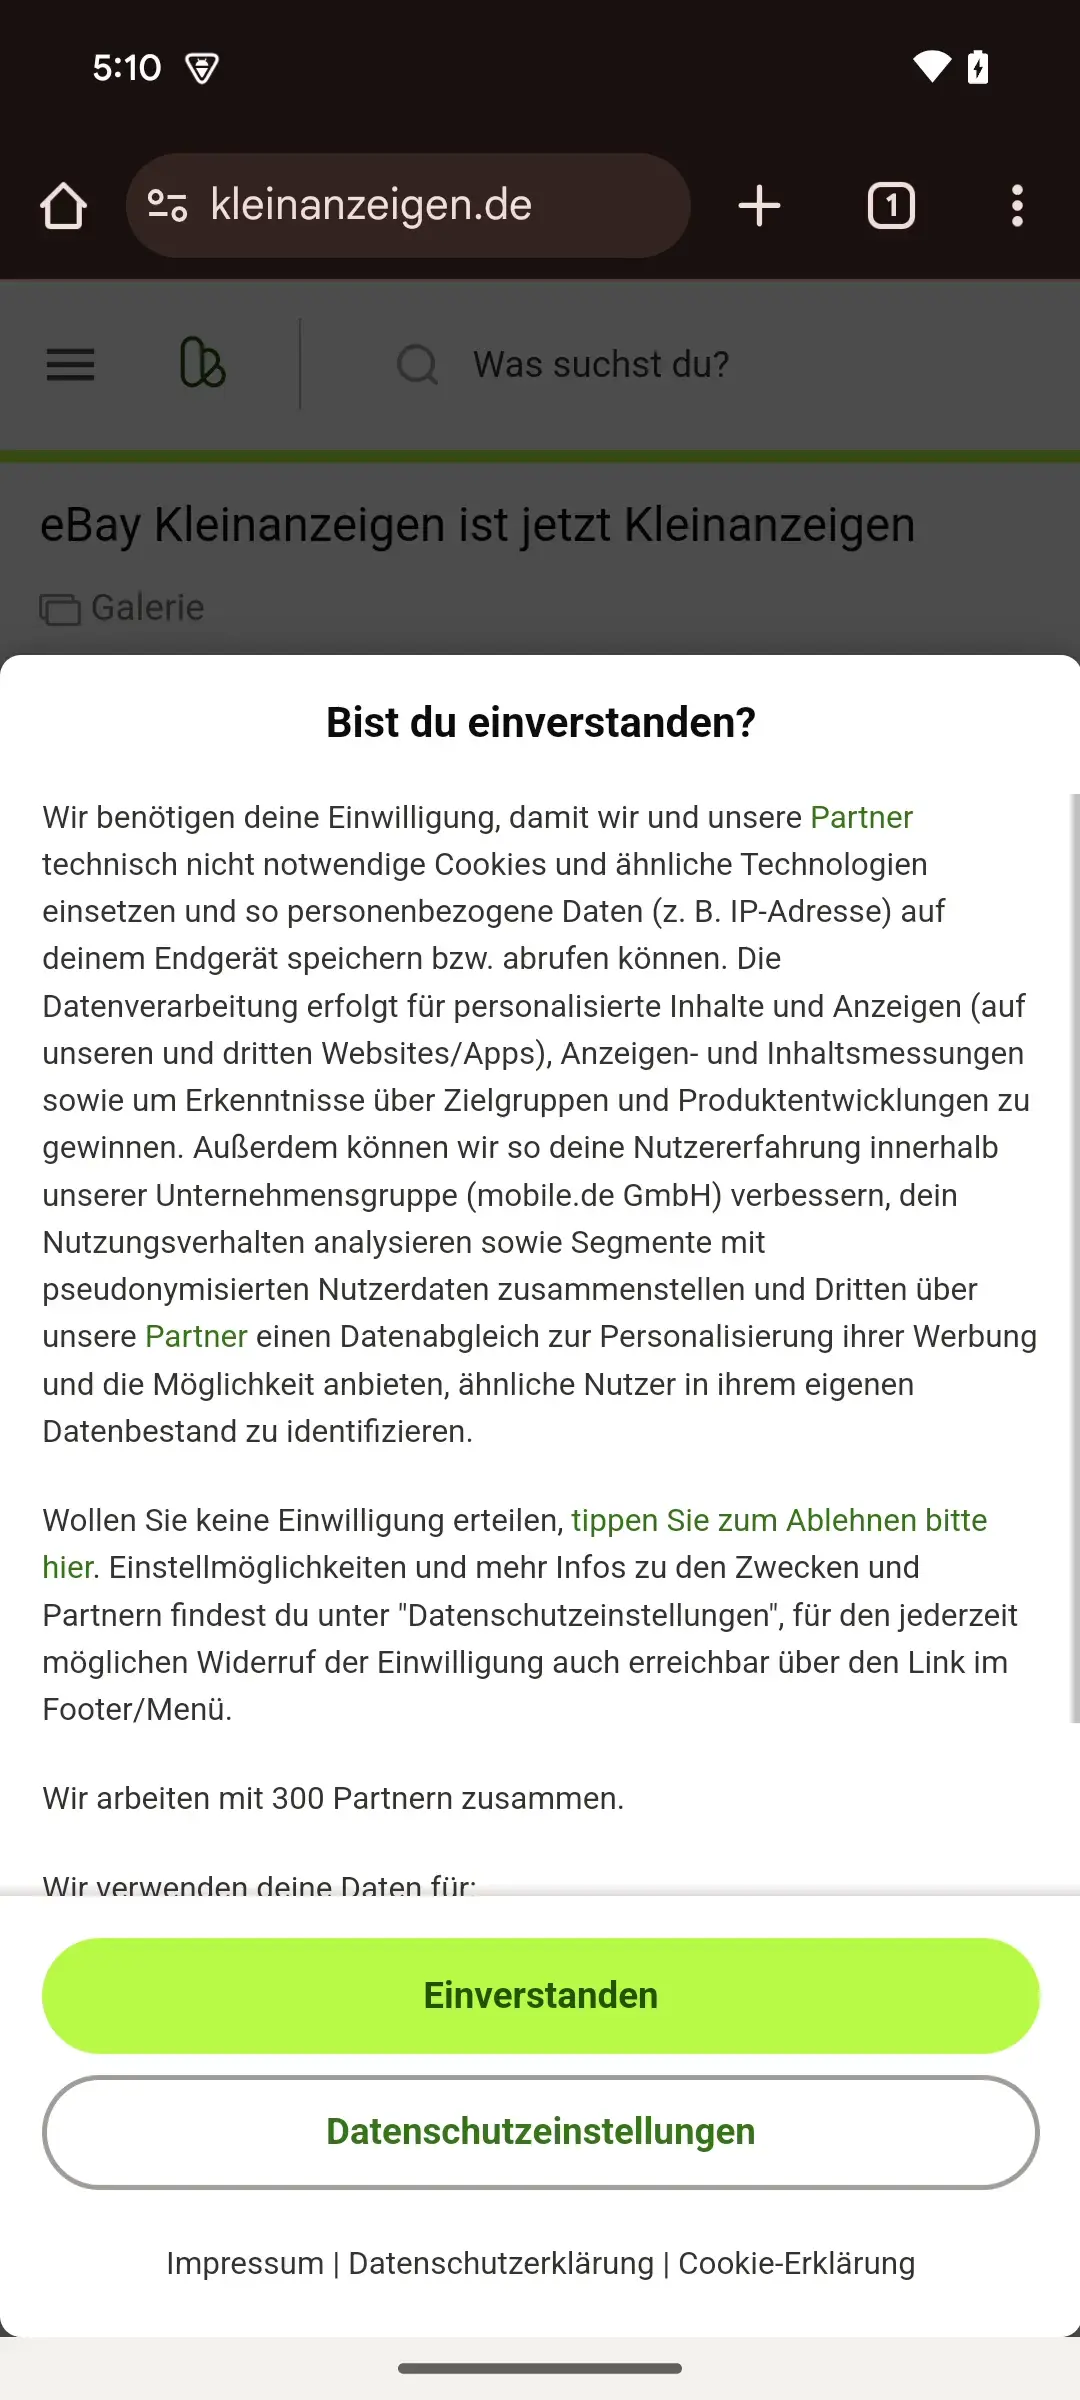 5:10
kleinanzeigen.de
1
Was suchst du?
eBay Kleinanzeigen ist jetzt Kleinanzeigen
Galerie
Bist du einverstanden?
Wir benötigen deine Einwilligung, damit wir und unsere Partner
technisch nicht notwendige Cookies und ähnliche Technologien
einsetzen und so personenbezogene Daten (z. B. IP-Adresse) auf
deinem Endgerät speichern bzw. abrufen können. Die
Datenverarbeitung erfolgt für personalisierte Inhalte und Anzeigen (auf
unseren und dritten Websites/Apps), Anzeigen- und Inhaltsmessungen
sowie um Erkenntnisse über Zielgruppen und Produktentwicklungen zu
gewinnen. Außerdem können wir so deine Nutzererfahrung innerhalb
unserer Unternehmensgruppe (mobile.de GmbH) verbessern, dein
Nutzungsverhalten analysieren sowie Segmente mit
pseudonymisierten Nutzerdaten zusammenstellen und Dritten über
unsere Partner einen Datenabgleich zur Personalisierung ihrer Werbung
und die Möglichkeit anbieten, ähnliche Nutzer in ihrem eigenen
Datenbestand zu identifizieren.
Wollen Sie keine Einwilligung erteilen, tippen Sie zum Ablehnen bitte
hier. Einstellmöglichkeiten und mehr Infos zu den Zwecken und
Partnern findest du unter "Datenschutzeinstellungen", für den jederzeit
möglichen Widerruf der Einwilligung auch erreichbar über den Link im
Footer/Menü.
Wir arbeiten mit 300 Partnern zusammen.
Wir verwenden deine Daten für:
Einverstanden
Datenschutzeinstellungen
Impressum | Datenschutzerklärung | Cookie-Erklärung